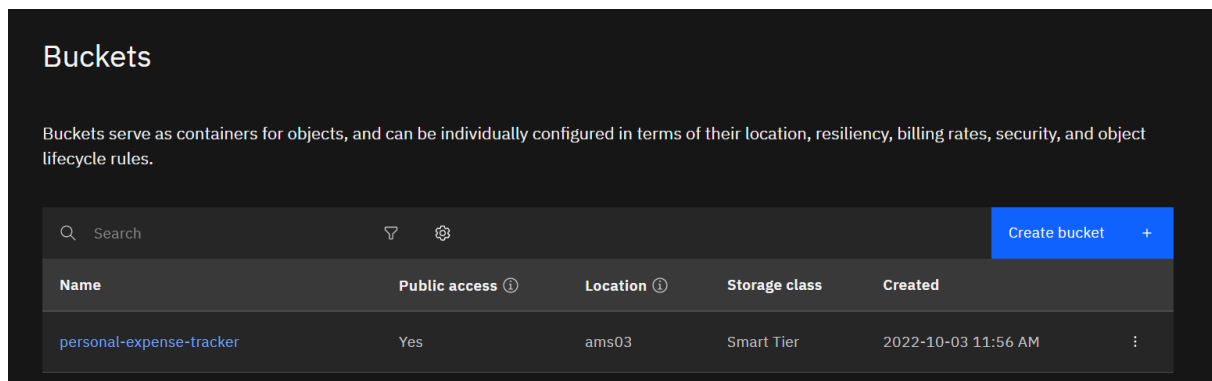 Buckets
Buckets serve as containers for objects, and can be individually configured in terms of their location, resiliency, billing rates, security, and object
lifecycle rules.
Search
Create bucket +
Name Public access Location Storage class Created
personal-expense-tracker Yes ams03 Smart Tier 2022-10-03 11:56 AM